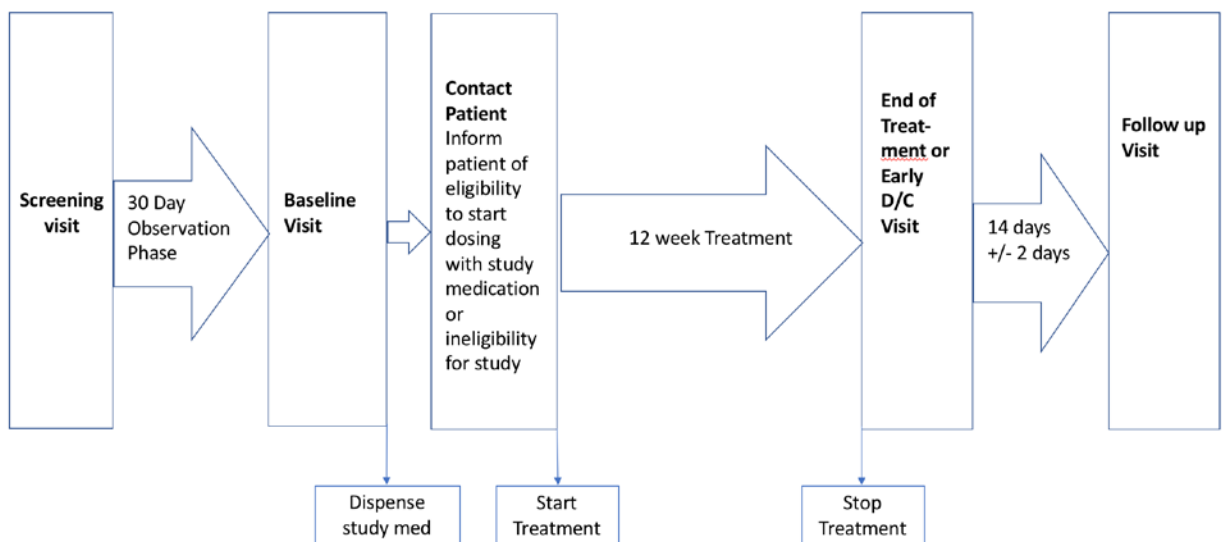 Screening
visit
30 Day
Observation
Phase
Baseline
Visit
Contact
Patient
Inform
patient of
eligibility
to start
dosing
with study
medication
or
ineligibility
for study
12 week Treatment
End of
Treat-
ment or
Early
D/C
Visit
14 days
+/- 2 days
Follow up
Visit
Dispense
study med
Start
Treatment
Stop
Treatment